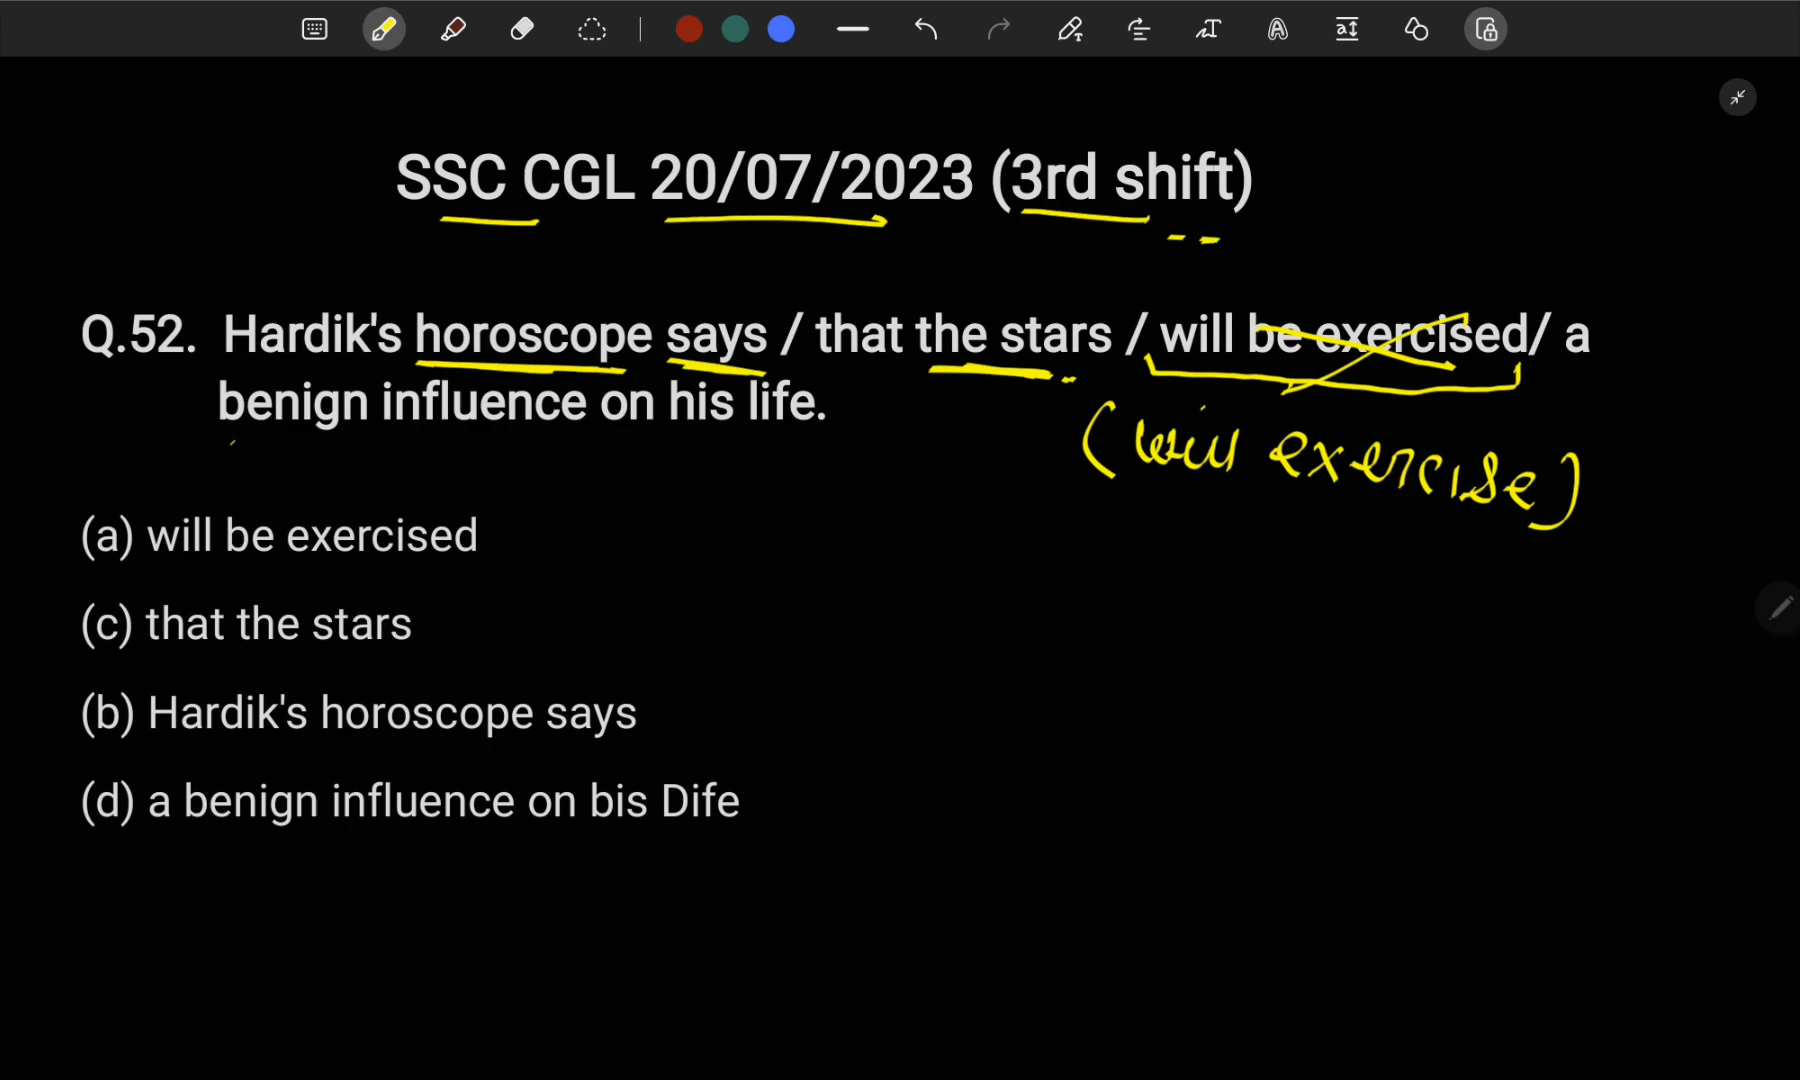 SSC CGL 20/07/2023 (3rd shift)
Q.52. Hardik's horoscope says / that the stars / will be exercised/ a
benign influence on his life.
(will exercise)
(a) will be exercised
(c) that the stars
(b) Hardik's horoscope says
(d) a benign influence on bis Dife